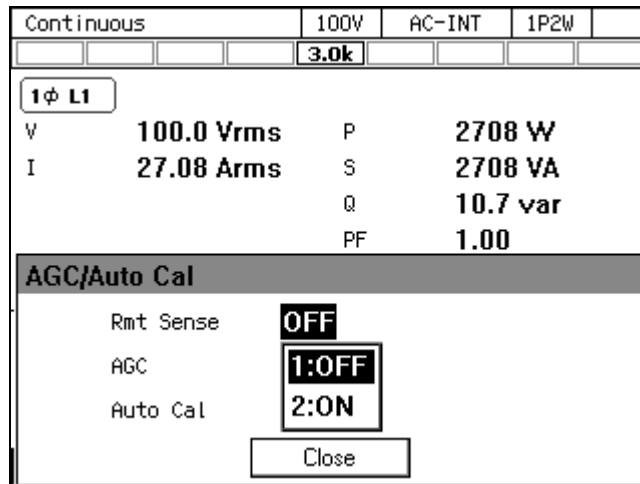 Continuous 100V AC-INT 1P2W
3.0k
1ϕ L1
V 100.0 Vrms P 2708 W
I 27.08 Arms S 2708 VA
Q 10.7 var
PF 1.00
AGC/Auto Cal
Rmt Sense OFF
AGC 1:OFF
Auto Cal 2:ON
Close